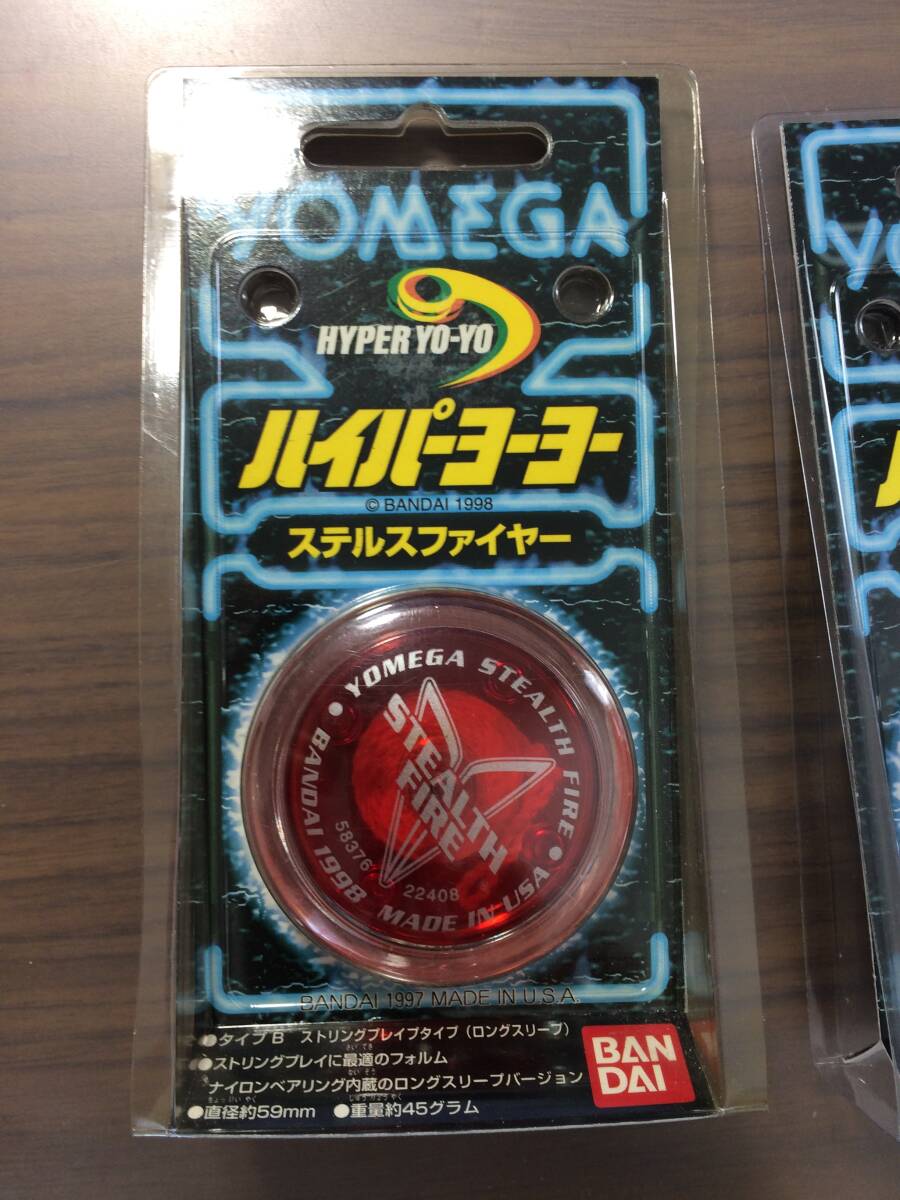 YOMEGA
HYPER YO-YO
ハイパーヨーヨー
© BANDAI 1998
ステルスファイヤー
YOMEGA STEALTH FIRE
STEALTH
FIRE
BANDAI 1998
58376
22408
MADE IN USA
BANDAI 1997 MADE IN U.S.A.
●タイプB ストリングプレイブタイプ（ロングスリープ）
●ストリングプレイに最適のフォルム
ナイロンベアリング内蔵のロングスリープバージョン
●直径約59mm ●重量約45グラム
BAN
DAI